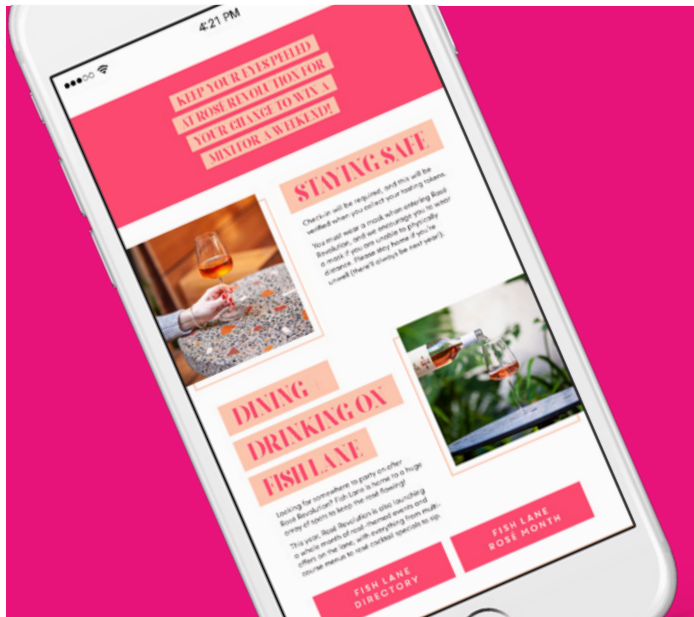 4:21 PM
KEEP YOUR EYES PEELED
AT ROSÉ REVOLUTION FOR
YOUR CHANCE TO WIN A
MINI FOR A WEEKEND!
STAYING SAFE
Check-in will be required, and this will be
verified when you collect your tasting tokens.
You must wear a mask when entering Rosé
Revolution, and we encourage you to wear
a mask if you are unable to physically
distance. Please stay home if you're
unwell (there'll always be next year!).
DINING +
DRINKING ON
FISH LANE
Looking for somewhere to party on after
Rosé Revolution? Fish Lane is home to a huge
array of spots to keep the rosé flowing!
This year, Rosé Revolution is also launching
a whole month of rosé-themed events and
offers on the lane, with everything from multi-
course menus to rosé cocktail specials to sip.
FISH LANE
DIRECTORY
FISH LANE
ROSÉ MONTH